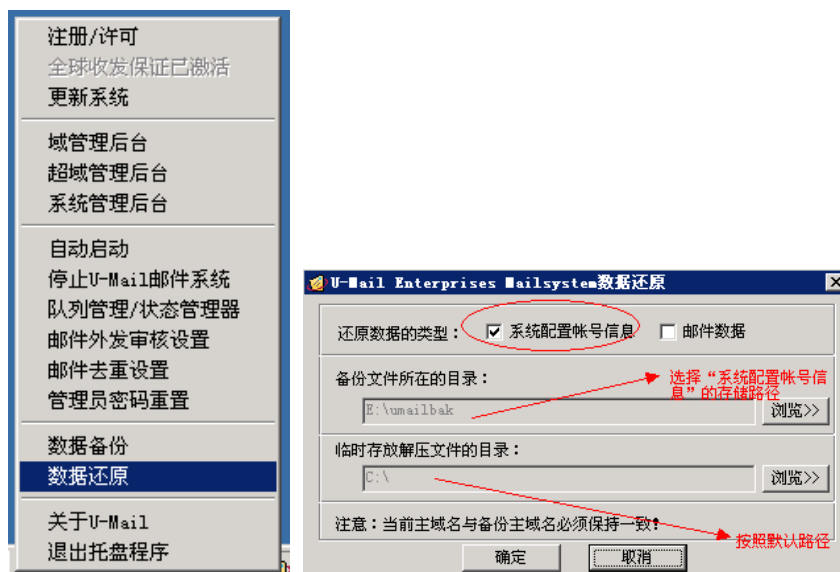 注册/许可
全球收发保证已激活
更新系统
域管理后台
超域管理后台
系统管理后台
自动启动
停止U-Mail邮件系统
队列管理/状态管理器
邮件外发审核设置
邮件去重设置
管理员密码重置
数据备份
数据还原
关于U-Mail
退出托盘程序
U-Mail Enterprises Mailsystem数据还原
还原数据的类型： 系统配置帐号信息 邮件数据
备份文件所在的目录：
选择“系统配置帐号信
息”的存储路径
E:\umailbak 浏览>>
临时存放解压文件的目录：
C:\ 浏览>>
注意：当前主域名与备份主域名必须保持一致！
按照默认路径
确定 取消